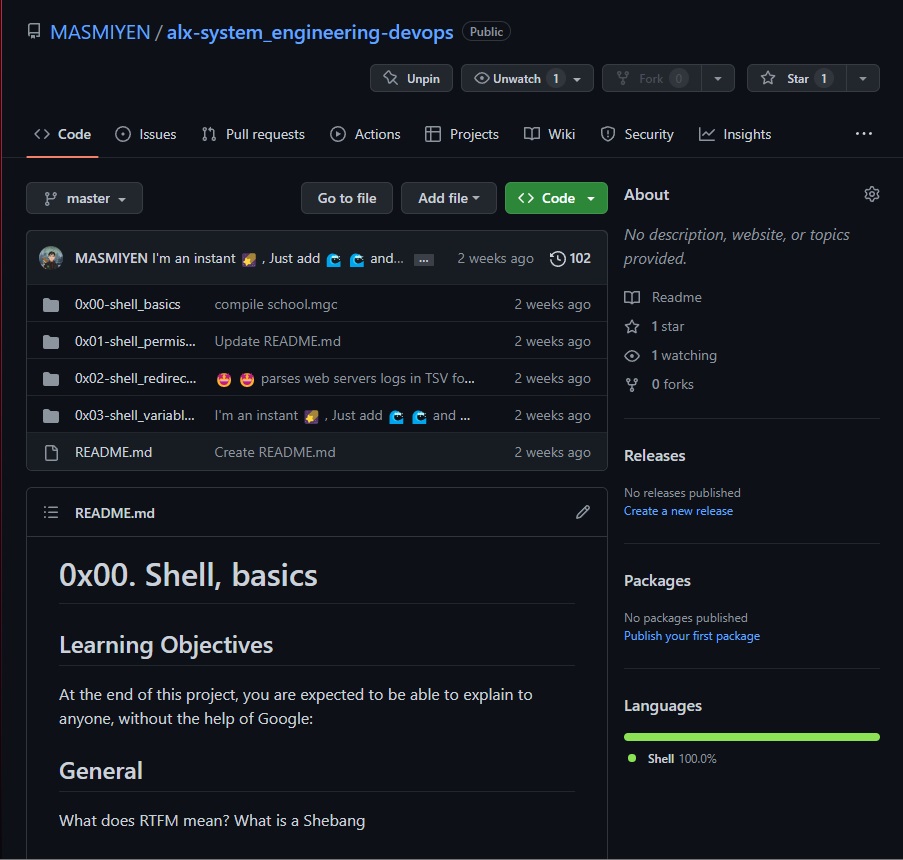 MASMIYEN / alx-system_engineering-devops Public
Unpin Unwatch 1 Fork 0 Star 1
Code Issues Pull requests Actions Projects Wiki Security Insights ...
master Go to file Add file Code
MASMIYEN I'm an instant 🌠 , Just add 🌊 🌊 and... ... 2 weeks ago 102
0x00-shell_basics compile school.mgc 2 weeks ago
0x01-shell_permis... Update README.md 2 weeks ago
0x02-shell_redirec... 🤩 🤩 parses web servers logs in TSV fo... 2 weeks ago
0x03-shell_variabl... I'm an instant 🌠 , Just add 🌊 🌊 and ... 2 weeks ago
README.md Create README.md 2 weeks ago
README.md
0x00. Shell, basics
Learning Objectives
At the end of this project, you are expected to be able to explain to
anyone, without the help of Google:
General
What does RTFM mean? What is a Shebang
About
No description, website, or topics
provided.
Readme
1 star
1 watching
0 forks
Releases
No releases published
Create a new release
Packages
No packages published
Publish your first package
Languages
Shell 100.0%